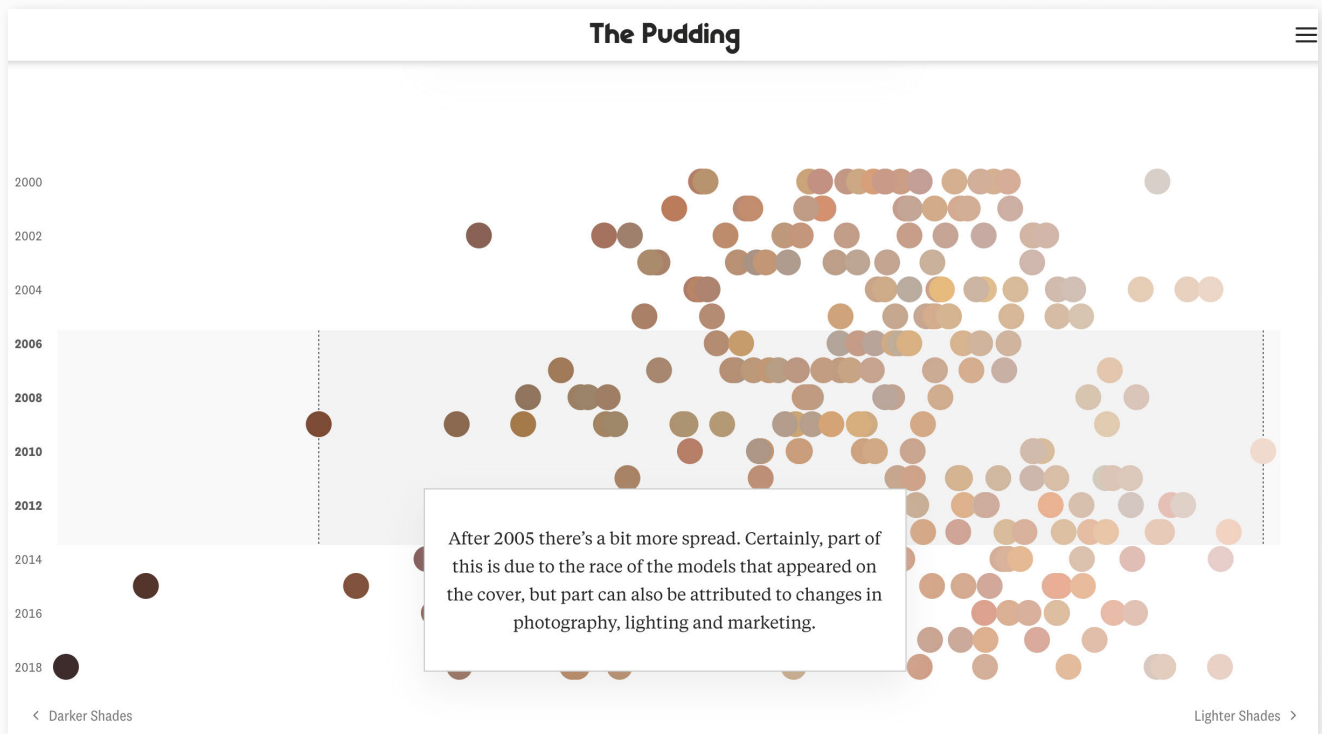 The Pudding
2000
2002
2004
2006
2008
2010
2012
2014
2016
2018
After 2005 there’s a bit more spread. Certainly, part of
this is due to the race of the models that appeared on
the cover, but part can also be attributed to changes in
photography, lighting and marketing.
Darker Shades
Lighter Shades